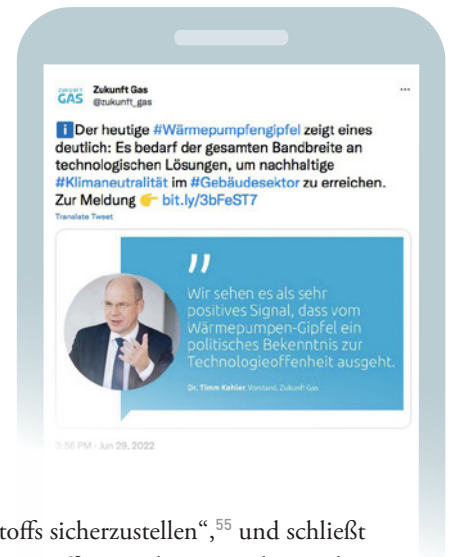 ZUKUNFT
GAS
Zukunft Gas
@zukunft_gas
Der heutige #Wärmepumpfengipfel zeigt eines
deutlich: Es bedarf der gesamten Bandbreite an
technologischen Lösungen, um nachhaltige
#Klimaneutralität im #Gebäudesektor zu erreichen.
Zur Meldung 👉 bit.ly/3bFeST7
Translate Tweet
Wir sehen es als sehr
positives Signal, dass vom
Wärmepumpen-Gipfel ein
politisches Bekenntnis zur
Technologieoffenheit ausgeht.
Dr. Timm Kehler, Vorstand, Zukunft Gas
3:56 PM · Jun 29, 2022
toffs sicherzustellen“,55 und schließt